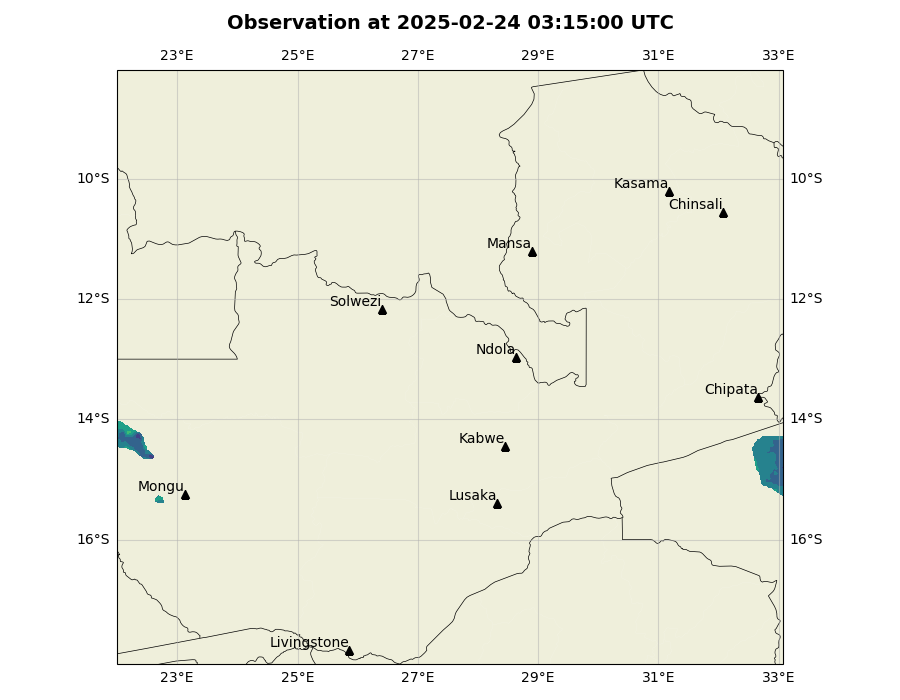 Observation at 2025-02-24 03:15:00 UTC
23°E 25°E 27°E 29°E 31°E 33°E
10°S 10°S
Kasama
Chinsali
Mansa
12°S 12°S
Solwezi
Ndola
Chipata
14°S 14°S
Kabwe
Mongu
Lusaka
16°S 16°S
Livingstone
23°E 25°E 27°E 29°E 31°E 33°E